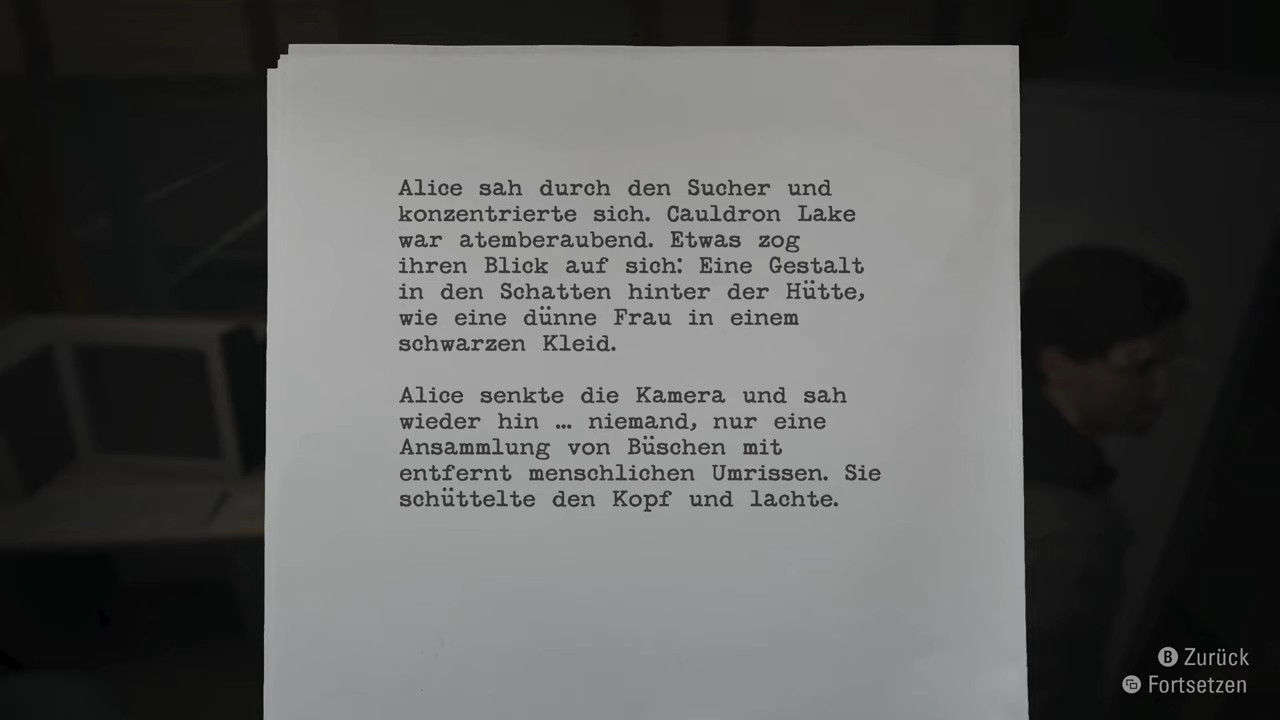 Alice sah durch den Sucher und
konzentrierte sich. Cauldron Lake
war atemberaubend. Etwas zog
ihren Blick auf sich: Eine Gestalt
in den Schatten hinter der Hütte,
wie eine dünne Frau in einem
schwarzen Kleid.
Alice senkte die Kamera und sah
wieder hin … niemand, nur eine
Ansammlung von Büschen mit
entfernt menschlichen Umrissen. Sie
schüttelte den Kopf und lachte.
B Zurück
Fortsetzen